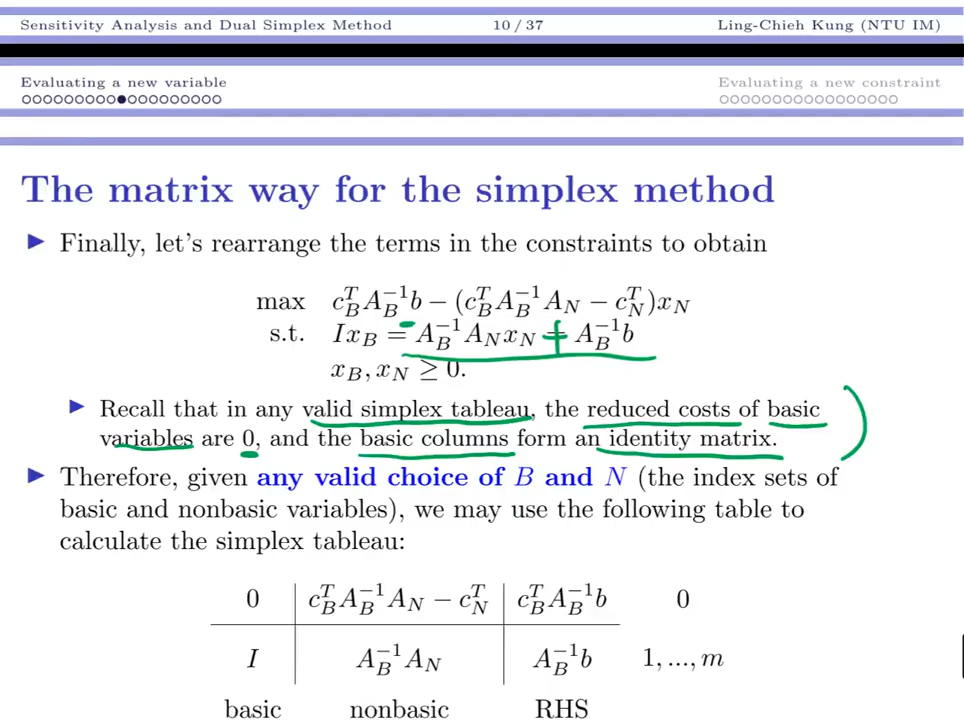 Sensitivity Analysis and Dual Simplex Method 10 / 37 Ling-Chieh Kung (NTU IM)
Evaluating a new variable Evaluating a new constraint
The matrix way for the simplex method
Finally, let's rearrange the terms in the constraints to obtain
max c_B^T A_B^{-1} b − (c_B^T A_B^{-1} A_N − c_N^T) x_N
s.t. I x_B = A_B^{-1} A_N x_N + A_B^{-1} b
x_B, x_N ≥ 0.
Recall that in any valid simplex tableau, the reduced costs of basic
variables are 0, and the basic columns form an identity matrix.
Therefore, given any valid choice of B and N (the index sets of
basic and nonbasic variables), we may use the following table to
calculate the simplex tableau:
0 c_B^T A_B^{-1} A_N − c_N^T c_B^T A_B^{-1} b 0
I A_B^{-1} A_N A_B^{-1} b 1, ..., m
basic nonbasic RHS